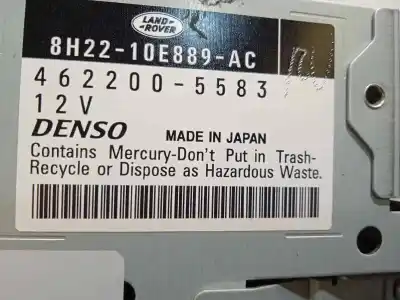 LAND-
ROVER
8H22-10E889-AC
462200-5583
12V
DENSO
MADE IN JAPAN
Contains Mercury-Don't Put in Trash-
Recycle or Dispose as Hazardous Waste.